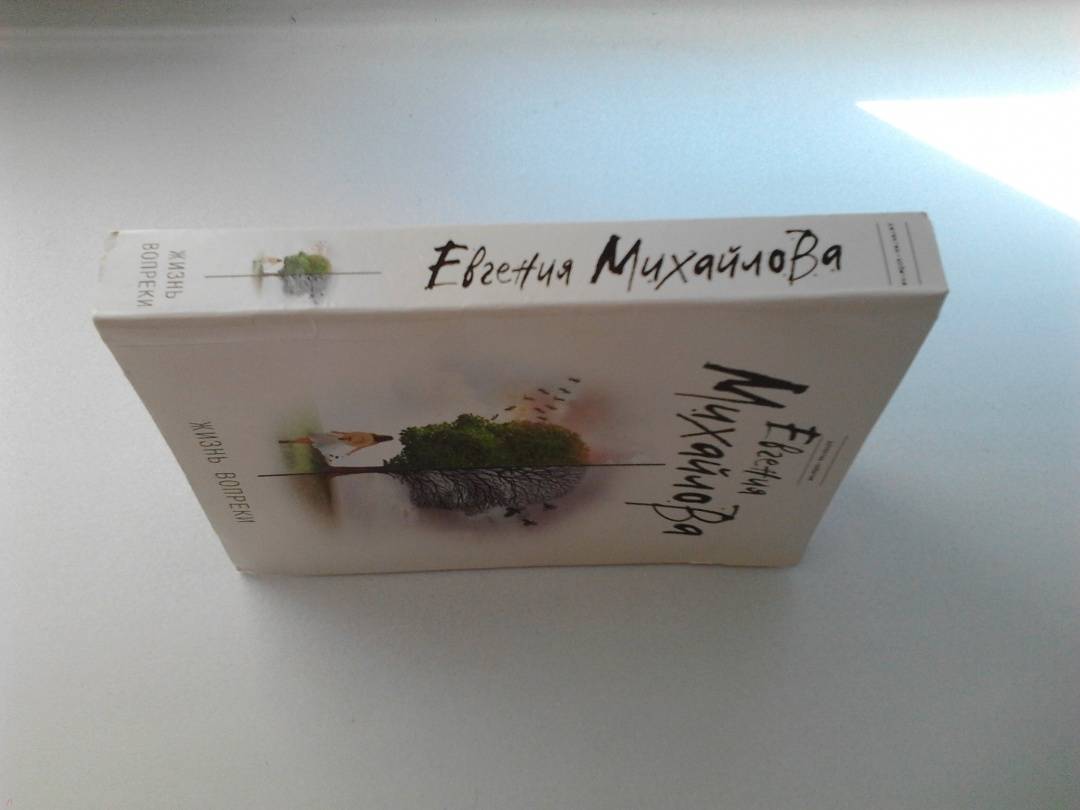 Евгения Михайлова
ЖИЗНЬ
ВОПРЕКИ
Евгения
Михайлова
ЖИЗНЬ ВОПРЕКИ